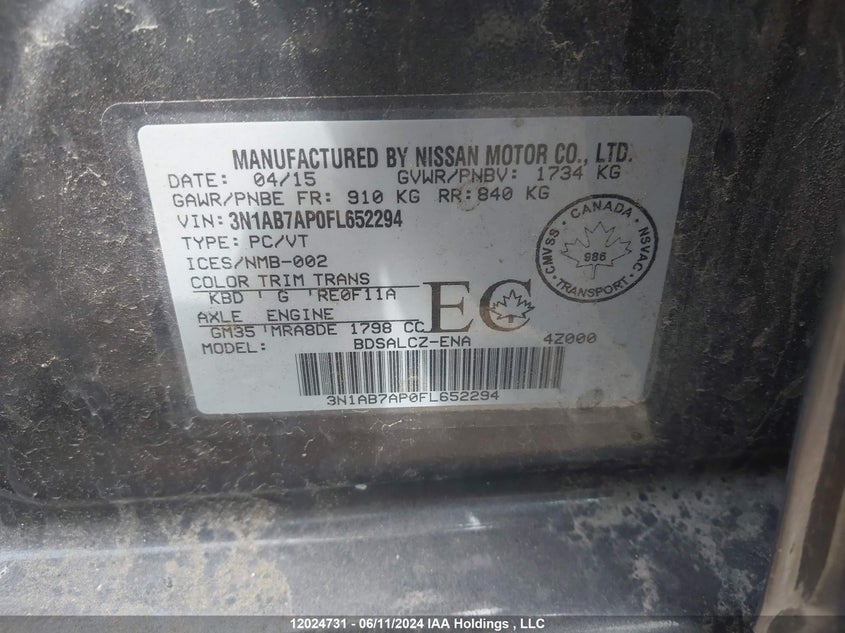 MANUFACTURED BY NISSAN MOTOR CO., LTD.
DATE: 04/15 GVWR/PNBV: 1734 KG
GAWR/PNBE FR: 910 KG RR:840 KG
VIN: 3N1AB7AP0FL652294
TYPE: PC/VT
ICES/NMB-002
COLOR TRIM TRANS
KBD G RE0F11A
AXLE ENGINE
GM35 MRA8DE 1798 CC
EC
MODEL: BDSALCZ-ENA 4Z000
3N1AB7AP0FL652294
CANADA
CMVSS
986
NSVAC
TRANSPORT
12024731 - 06/11/2024 IAA Holdings , LLC